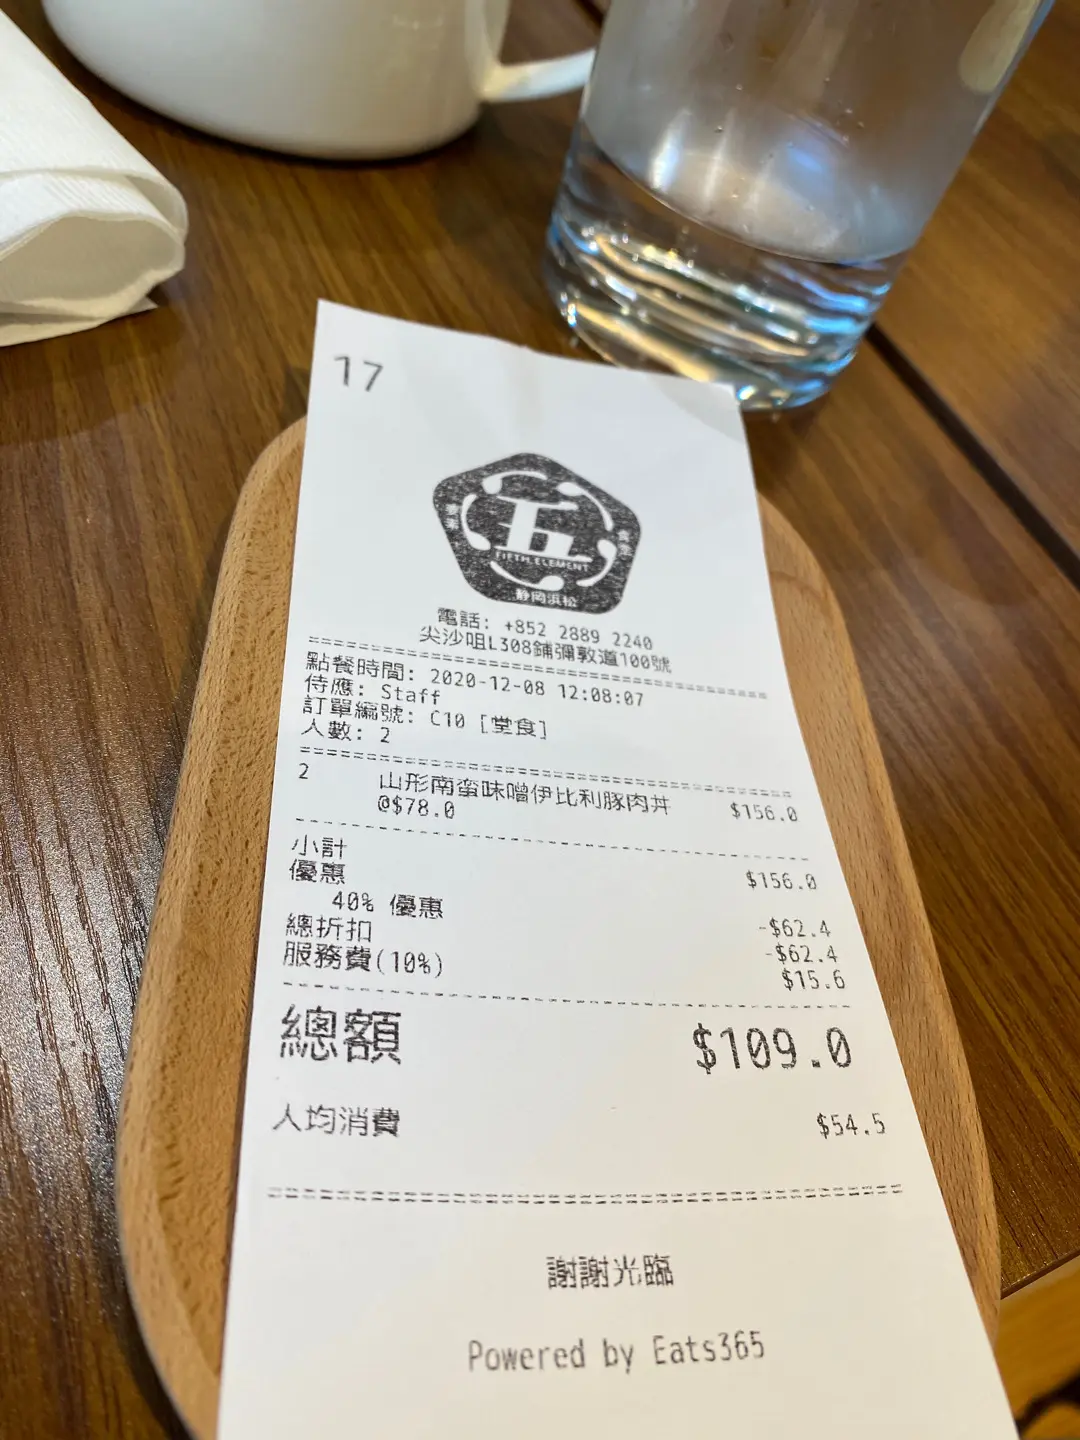 17
五
FIFTH ELEMENT
静岡浜松
電話: +852 2889 2240
尖沙咀L308鋪彌敦道100號
點餐時間: 2020-12-08 12:08:07
侍應: Staff
訂單編號: C10 [堂食]
人數: 2
2 山形南蛮味噌伊比利豚肉丼 $156.0
@$78.0
小計 $156.0
優惠
40% 優惠 -$62.4
總折扣 -$62.4
服務費(10%) $15.6
總額 $109.0
人均消費 $54.5
謝謝光臨
Powered by Eats365